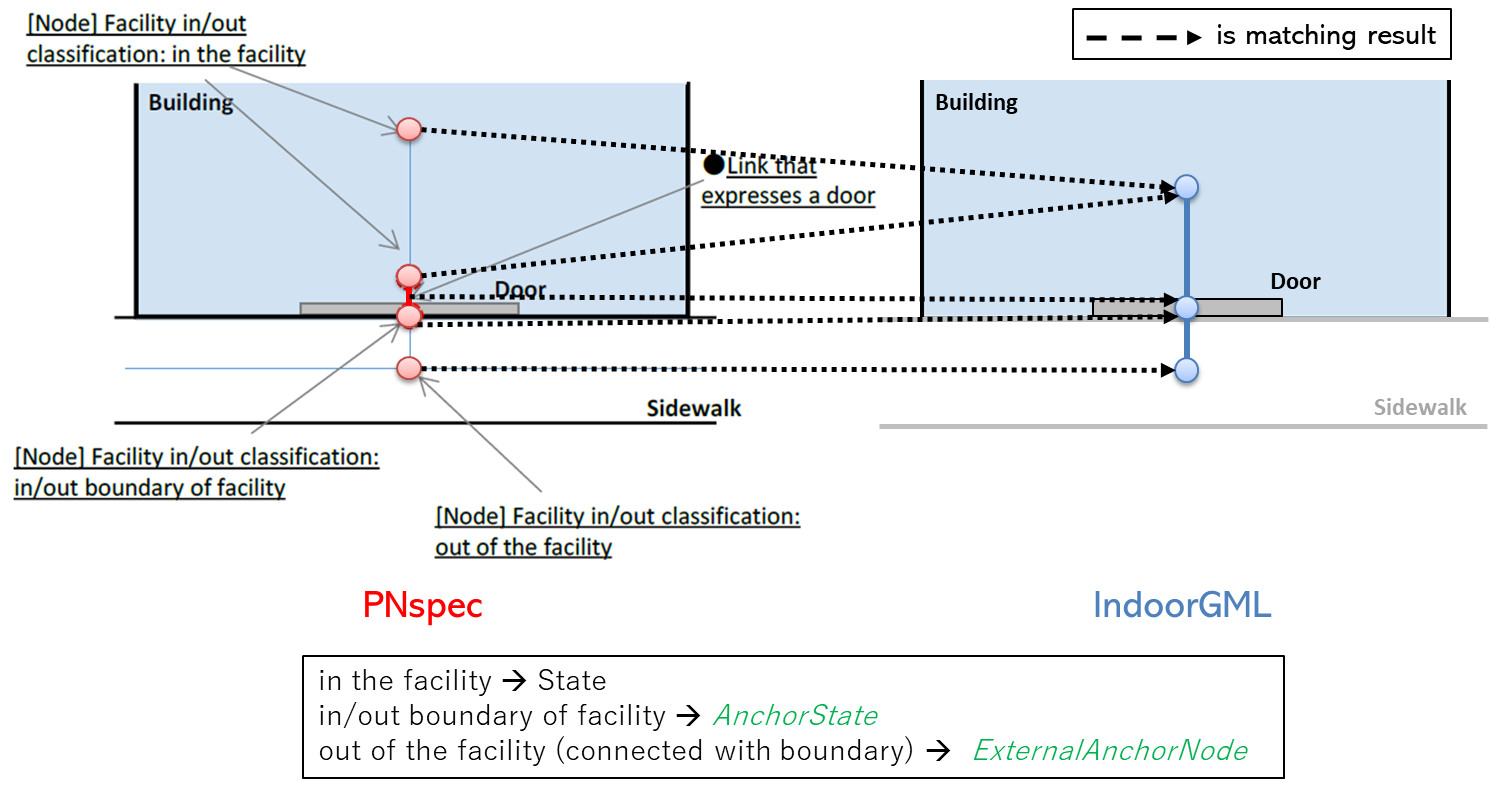 [Node] Facility in/out
classification: in the facility
is matching result
Building
Building
Link that
expresses a door
Door
Door
Sidewalk
Sidewalk
[Node] Facility in/out classification:
in/out boundary of facility
[Node] Facility in/out classification:
out of the facility
PNspec
IndoorGML
in the facility → State
in/out boundary of facility → AnchorState
out of the facility (connected with boundary) → ExternalAnchorNode